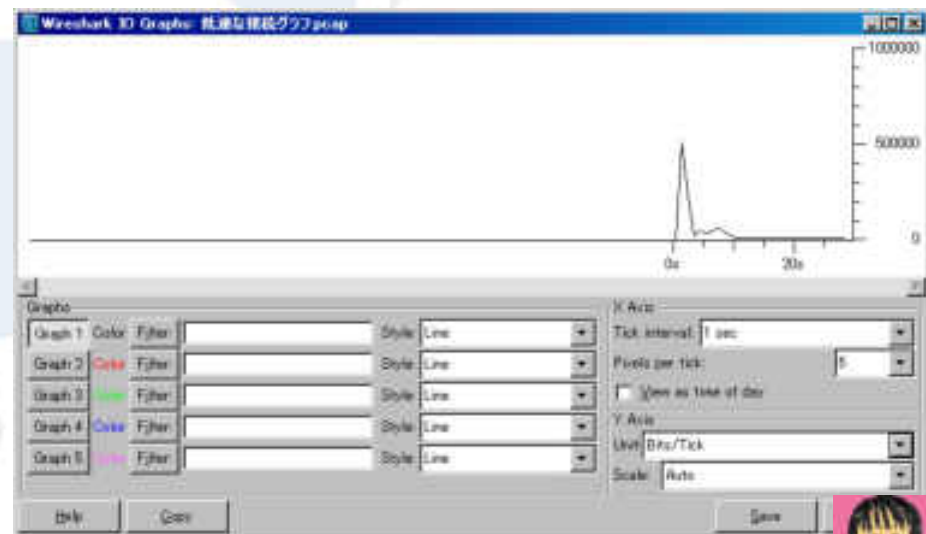 Wireshark IO Graphs: 低速な接続グラフ.pcap
1000000
500000
0
0s
20s
Graphs
Graph 1 Color Filter: Style: Line
Graph 2 Color Filter: Style: Line
Graph 3 Color Filter: Style: Line
Graph 4 Color Filter: Style: Line
Graph 5 Color Filter: Style: Line
X Axis
Tick interval: 1 sec
Pixels per tick: 5
View as time of day
Y Axis
Unit: Bits/Tick
Scale: Auto
Help
Copy
Save